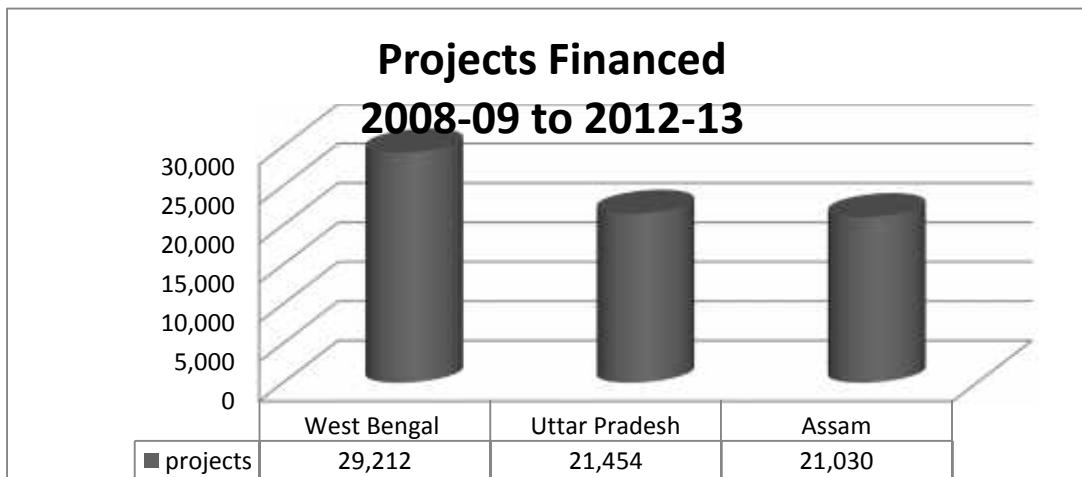 Projects Financed
2008-09 to 2012-13
30,000
25,000
20,000
15,000
10,000
5,000
0
West Bengal Uttar Pradesh Assam
projects 29,212 21,454 21,030